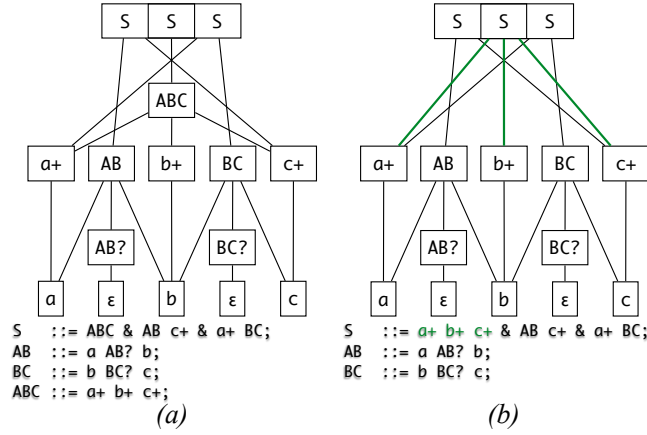 S S S S S S
ABC
a+ AB b+ BC c+ a+ AB b+ BC c+
AB? BC? AB? BC?
a ε b ε c a ε b ε c
S ::= ABC & AB c+ & a+ BC; S ::= a+ b+ c+ & AB c+ & a+ BC;
AB ::= a AB? b; AB ::= a AB? b;
BC ::= b BC? c; BC ::= b BC? c;
ABC ::= a+ b+ c+;
(a) (b)